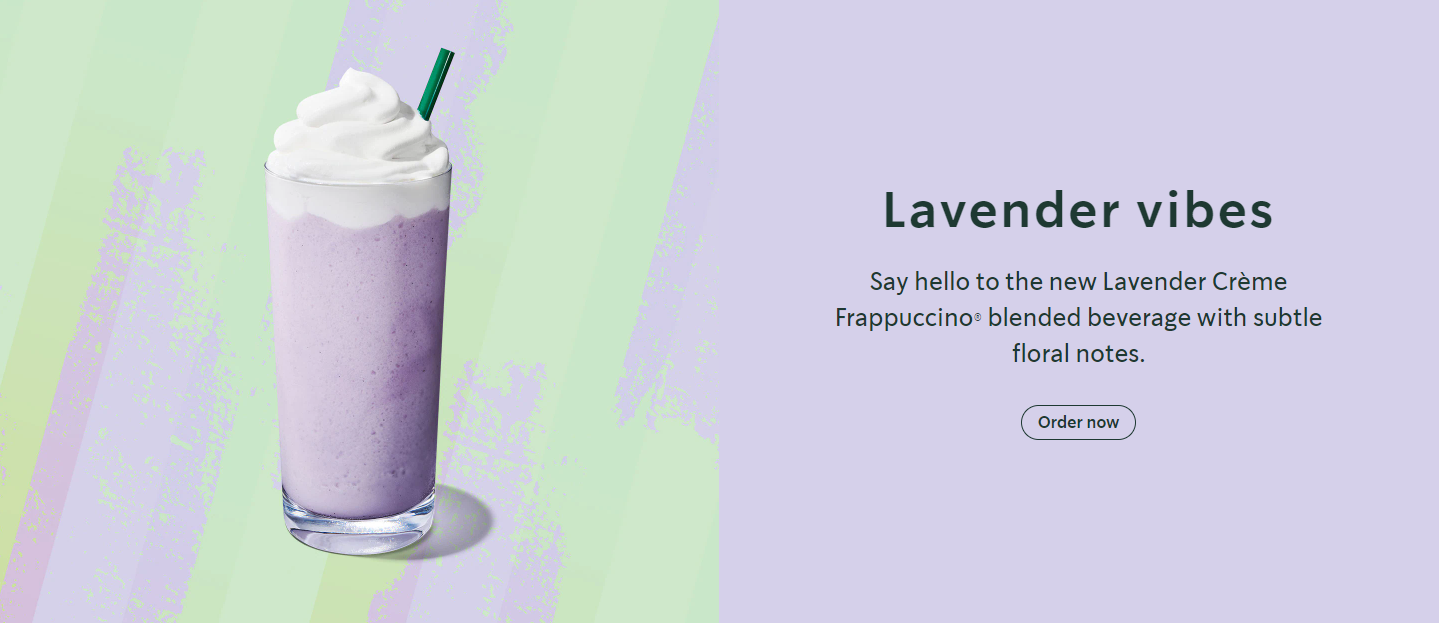 Lavender vibes
Say hello to the new Lavender Crème
Frappuccino® blended beverage with subtle
floral notes.
Order now